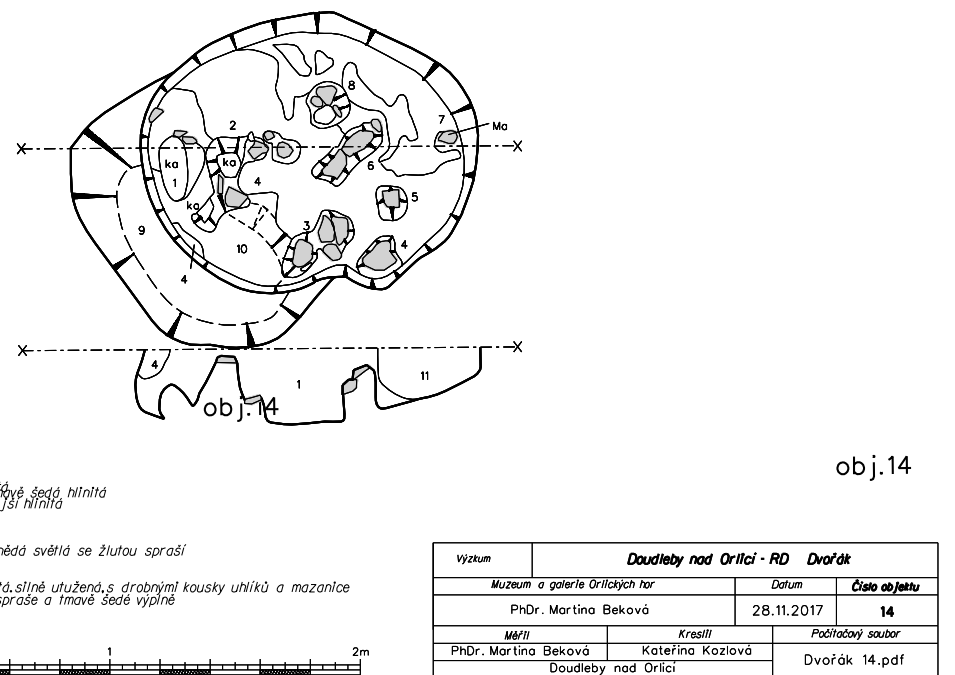 8
7
Ma
2
X
X
ka
ka
6
1
4
5
ka
3
9
10
4
4
X
X
4
1
11
obj.14
obj.14
šedá hlinitá
hlinitá
světlá se žlutou spraší
silně utužená,s drobnými kousky uhlíků a mazanice
spraše a tmavě šedé výplně
1
2m
Výzkum
Doudleby nad Orlicí - RD Dvořák
Muzeum a galerie Orlických hor
Datum
Číslo objektu
PhDr. Martina Beková
28.11.2017
14
Měřil
Kreslil
Počítačový soubor
PhDr. Martina Beková
Kateřina Kozlová
Dvořák 14.pdf
Doudleby nad Orlicí